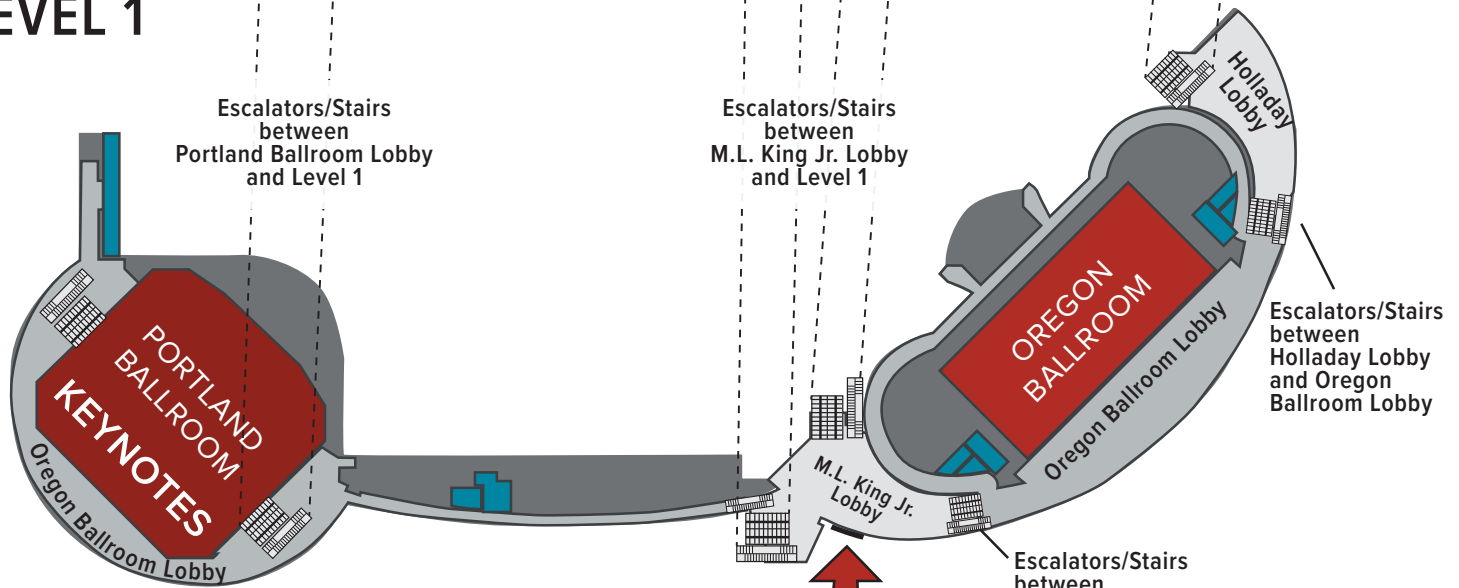 EVEL 1
Escalators/Stairs
between
Portland Ballroom Lobby
and Level 1
Escalators/Stairs
between
M.L. King Jr. Lobby
and Level 1
Holladay
Lobby
PORTLAND
BALLROOM
KEYNOTES
Oregon Ballroom Lobby
OREGON
BALLROOM
Oregon Ballroom Lobby
M.L. King Jr.
Lobby
Escalators/Stairs
between
Holladay Lobby
and Oregon
Ballroom Lobby
Escalators/Stairs
between